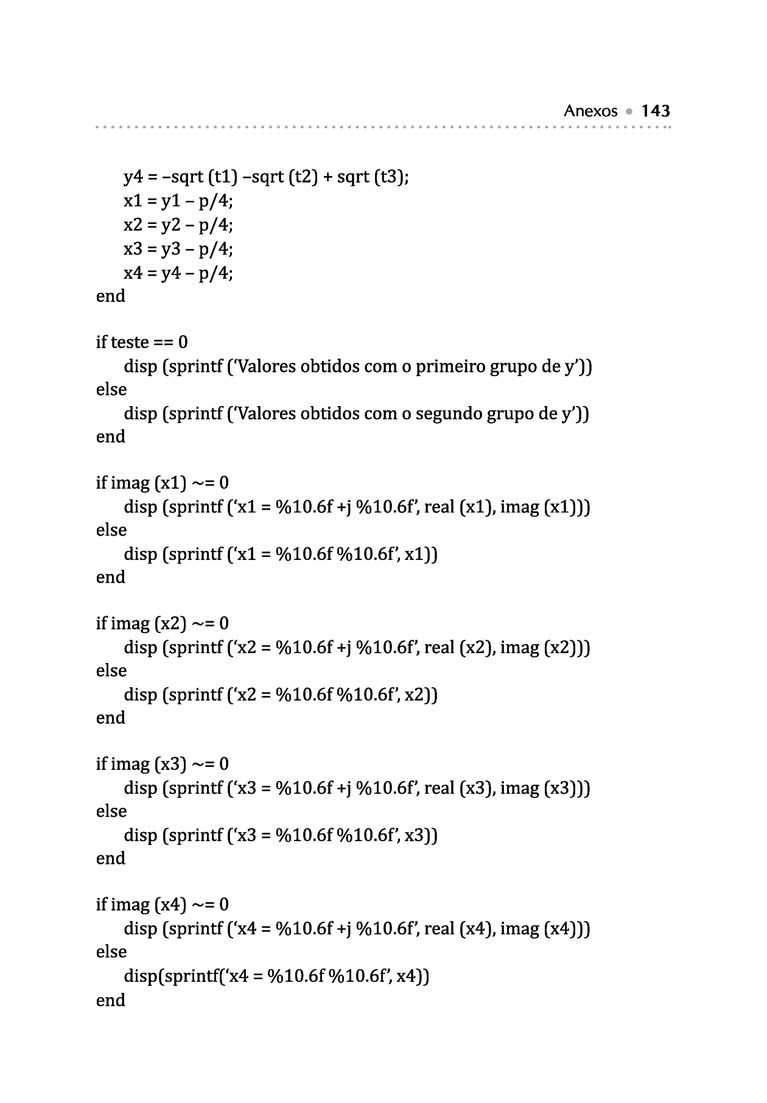 Anexos • 143
y4 = –sqrt (t1) –sqrt (t2) + sqrt (t3);
x1 = y1 – p/4;
x2 = y2 – p/4;
x3 = y3 – p/4;
x4 = y4 – p/4;
end
if teste == 0
disp (sprintf (‘Valores obtidos com o primeiro grupo de y’))
else
disp (sprintf (‘Valores obtidos com o segundo grupo de y’))
end
if imag (x1) ~= 0
disp (sprintf (‘x1 = %10.6f +j %10.6f’, real (x1), imag (x1)))
else
disp (sprintf (‘x1 = %10.6f %10.6f’, x1))
end
if imag (x2) ~= 0
disp (sprintf (‘x2 = %10.6f +j %10.6f’, real (x2), imag (x2)))
else
disp (sprintf (‘x2 = %10.6f %10.6f’, x2))
end
if imag (x3) ~= 0
disp (sprintf (‘x3 = %10.6f +j %10.6f’, real (x3), imag (x3)))
else
disp (sprintf (‘x3 = %10.6f %10.6f’, x3))
end
if imag (x4) ~= 0
disp (sprintf (‘x4 = %10.6f +j %10.6f’, real (x4), imag (x4)))
else
disp(sprintf(‘x4 = %10.6f %10.6f’, x4))
end